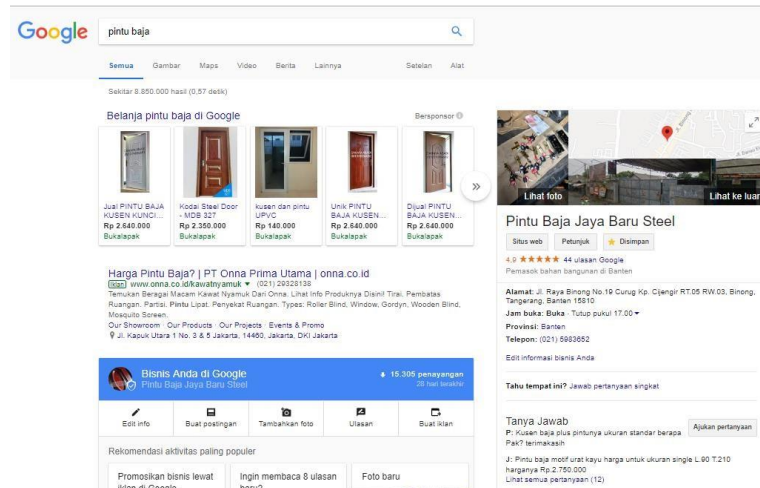 Google
pintu baja
Semua Gambar Maps Video Berita Lainnya Setelan Alat
Sekitar 8.850.000 hasil (0,57 detik)
Belanja pintu baja di Google
Bersponsor
Jual PINTU BAJA KUSEN KUNCI...
Rp 2.640.000
Bukalapak
Kodai Steel Door - MDB 327
Rp 2.350.000
Bukalapak
kusen dan pintu UPVC
Rp 140.000
Bukalapak
Unik PINTU BAJA KUSEN...
Rp 2.640.000
Bukalapak
Dijual PINTU BAJA KUSEN...
Rp 2.640.000
Bukalapak
Harga Pintu Baja? | PT Onna Prima Utama | onna.co.id
Iklan www.onna.co.id/kawatnyamuk (021) 29328138
Temukan Beragai Macam Kawat Nyamuk Dari Onna. Lihat Info Produknya Disini! Tirai. Pembatas
Ruangan. Partisi. Pintu Lipat. Penyekat Ruangan. Types: Roller Blind, Window, Gordyn, Wooden Blind,
Mosquito Screen.
Our Showroom · Our Products · Our Projects · Events & Promo
Jl. Kapuk Utara 1 No. 3 & 5 Jakarta, 14460, Jakarta, DKI Jakarta
Bisnis Anda di Google
Pintu Baja Jaya Baru Steel
15.305 penayangan
28 hari terakhir
Edit info Buat postingan Tambahkan foto Ulasan Buat iklan
Rekomendasi aktivitas paling populer
Promosikan bisnis lewat
iklan di Google
Ingin membaca 8 ulasan
baru?
Foto baru
Lihat foto
Lihat ke luar
Pintu Baja Jaya Baru Steel
Situs web Petunjuk Disimpan
4,9 44 ulasan Google
Pemasok bahan bangunan di Banten
Alamat: Jl. Raya Binong No.19 Curug Kp. Cijengir RT.05 RW.03, Binong,
Tangerang, Banten 15810
Jam buka: Buka · Tutup pukul 17.00
Provinsi: Banten
Telepon: (021) 5983652
Edit informasi bisnis Anda
Tahu tempat ini? Jawab pertanyaan singkat
Tanya Jawab
Ajukan pertanyaan
P: Kusen baja plus pintunya ukuran standar berapa
Pak? terimakasih
J: Pintu baja motif urat kayu harga untuk ukuran single L.90 T.210
harganya Rp.2.750.000
Lihat semua pertanyaan (12)